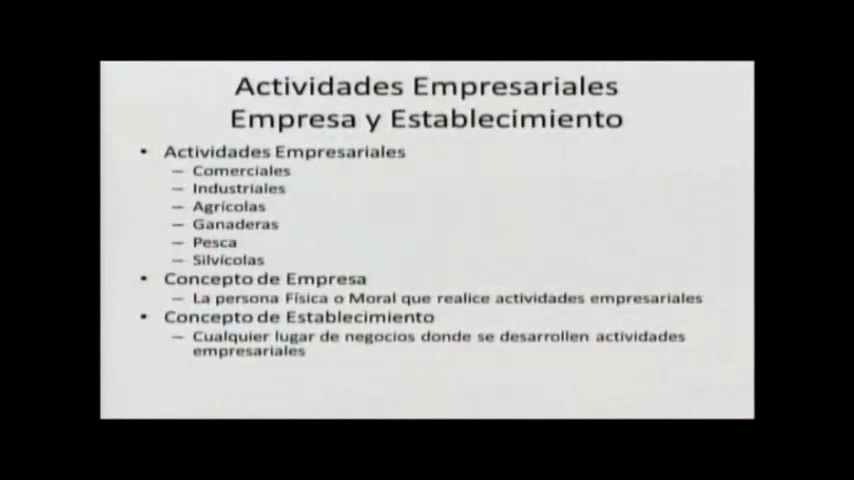 Actividades Empresariales
Empresa y Establecimiento
• Actividades Empresariales
– Comerciales
– Industriales
– Agrícolas
– Ganaderas
– Pesca
– Silvícolas
• Concepto de Empresa
– La persona Física o Moral que realice actividades empresariales
• Concepto de Establecimiento
– Cualquier lugar de negocios donde se desarrollen actividades
empresariales